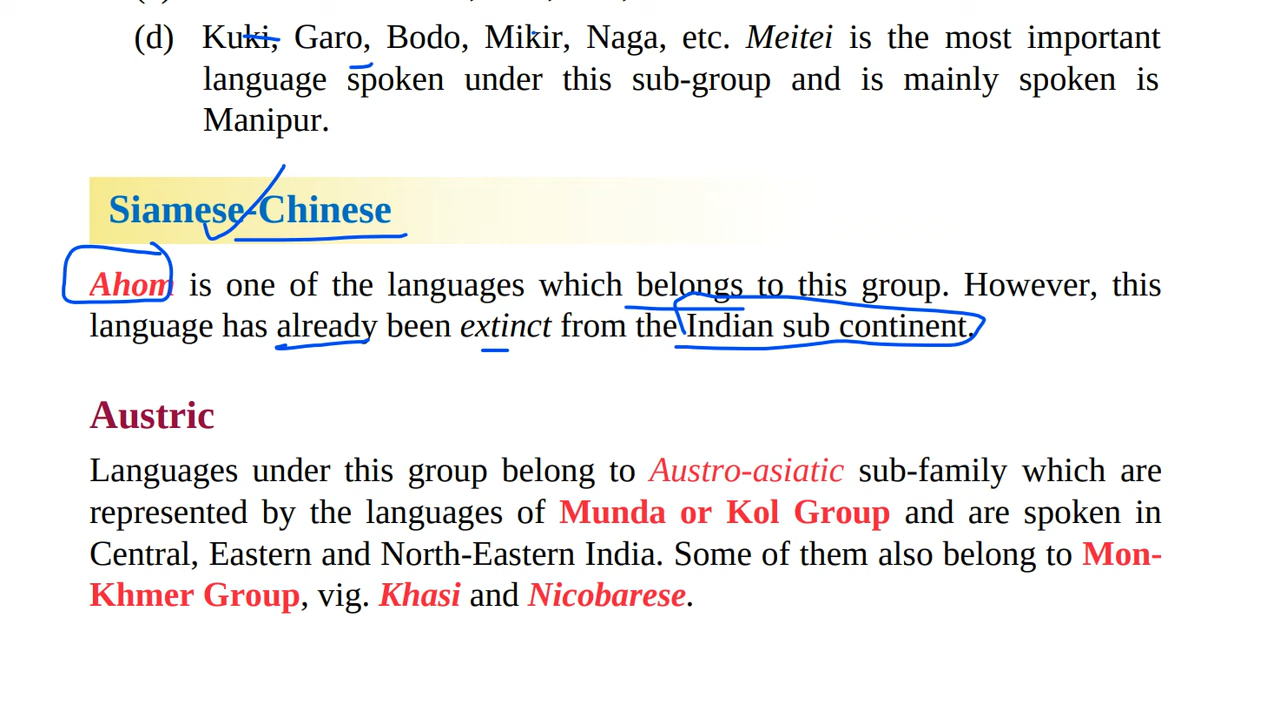 (d) Kuki, Garo, Bodo, Mikir, Naga, etc. Meitei is the most important
language spoken under this sub-group and is mainly spoken is
Manipur.
Siamese-Chinese
Ahom is one of the languages which belongs to this group. However, this
language has already been extinct from the Indian sub continent.
Austric
Languages under this group belong to Austro-asiatic sub-family which are
represented by the languages of Munda or Kol Group and are spoken in
Central, Eastern and North-Eastern India. Some of them also belong to Mon-
Khmer Group, vig. Khasi and Nicobarese.